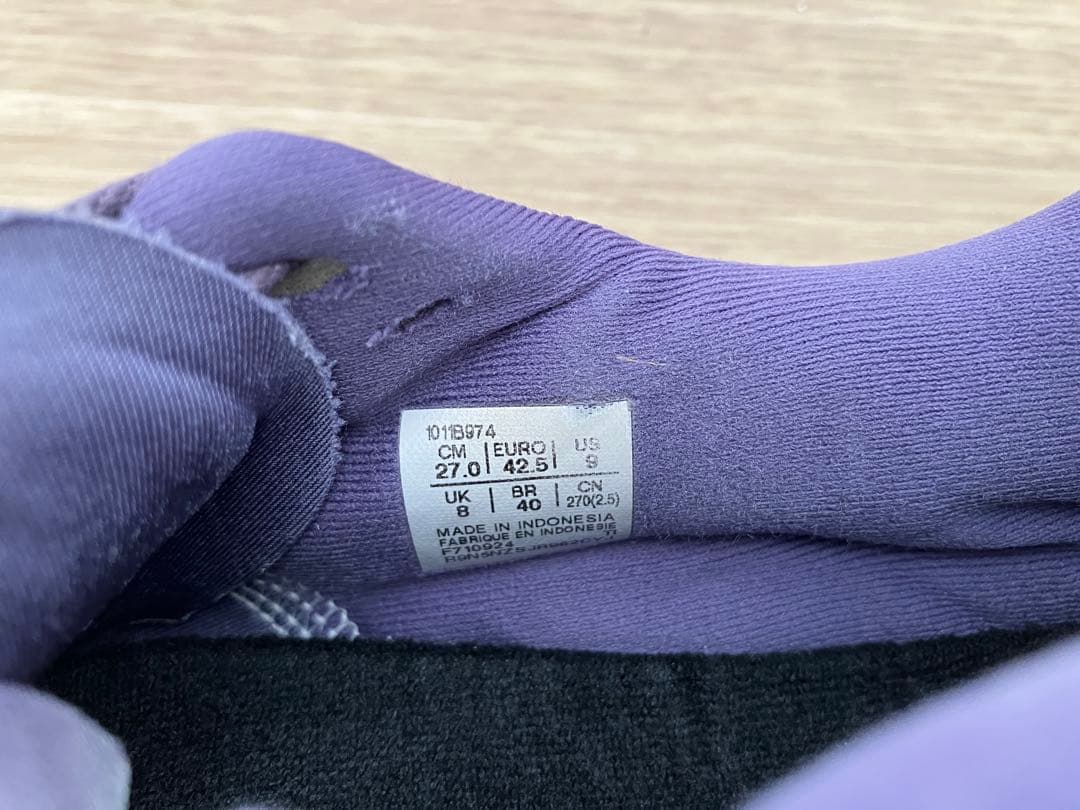 1011B974
CM | EURO | US
27.0 | 42.5 | 9
UK | BR | CN
8 | 40 | 270(2.5)
MADE IN INDONESIA
FABRIQUE EN INDONESIE
F710924